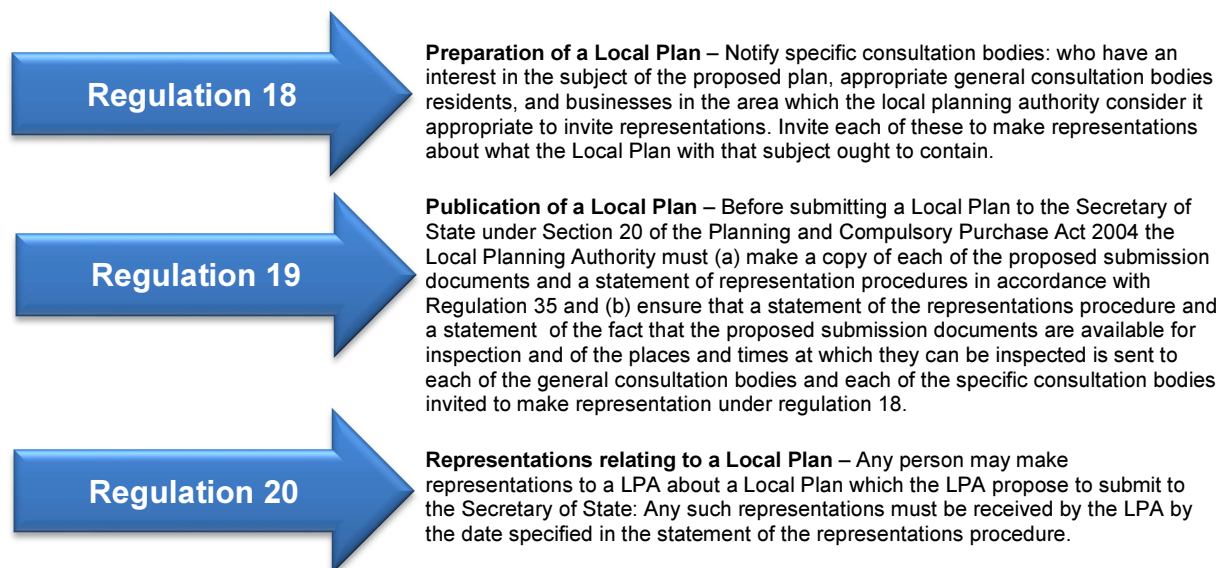 Regulation 18
Preparation of a Local Plan – Notify specific consultation bodies: who have an
interest in the subject of the proposed plan, appropriate general consultation bodies
residents, and businesses in the area which the local planning authority consider it
appropriate to invite representations. Invite each of these to make representations
about what the Local Plan with that subject ought to contain.
Regulation 19
Publication of a Local Plan – Before submitting a Local Plan to the Secretary of
State under Section 20 of the Planning and Compulsory Purchase Act 2004 the
Local Planning Authority must (a) make a copy of each of the proposed submission
documents and a statement of representation procedures in accordance with
Regulation 35 and (b) ensure that a statement of the representations procedure and
a statement of the fact that the proposed submission documents are available for
inspection and of the places and times at which they can be inspected is sent to
each of the general consultation bodies and each of the specific consultation bodies
invited to make representation under regulation 18.
Regulation 20
Representations relating to a Local Plan – Any person may make
representations to a LPA about a Local Plan which the LPA propose to submit to
the Secretary of State: Any such representations must be received by the LPA by
the date specified in the statement of the representations procedure.